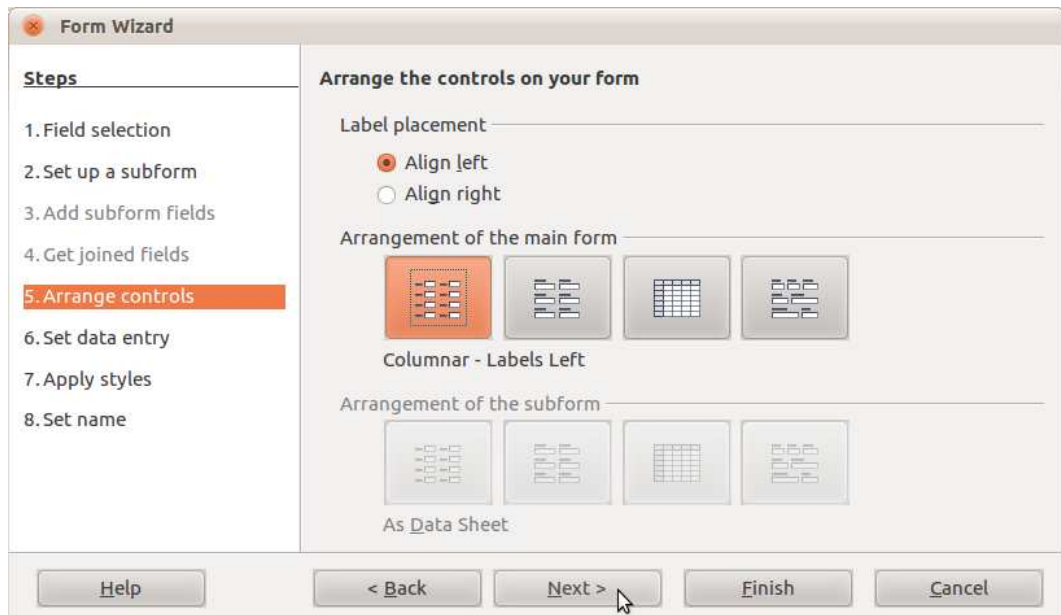 Form Wizard
Steps
1. Field selection
2. Set up a subform
3. Add subform fields
4. Get joined fields
5. Arrange controls
6. Set data entry
7. Apply styles
8. Set name
Arrange the controls on your form
Label placement
Align left
Align right
Arrangement of the main form
Columnar - Labels Left
Arrangement of the subform
As Data Sheet
Help
< Back
Next >
Finish
Cancel